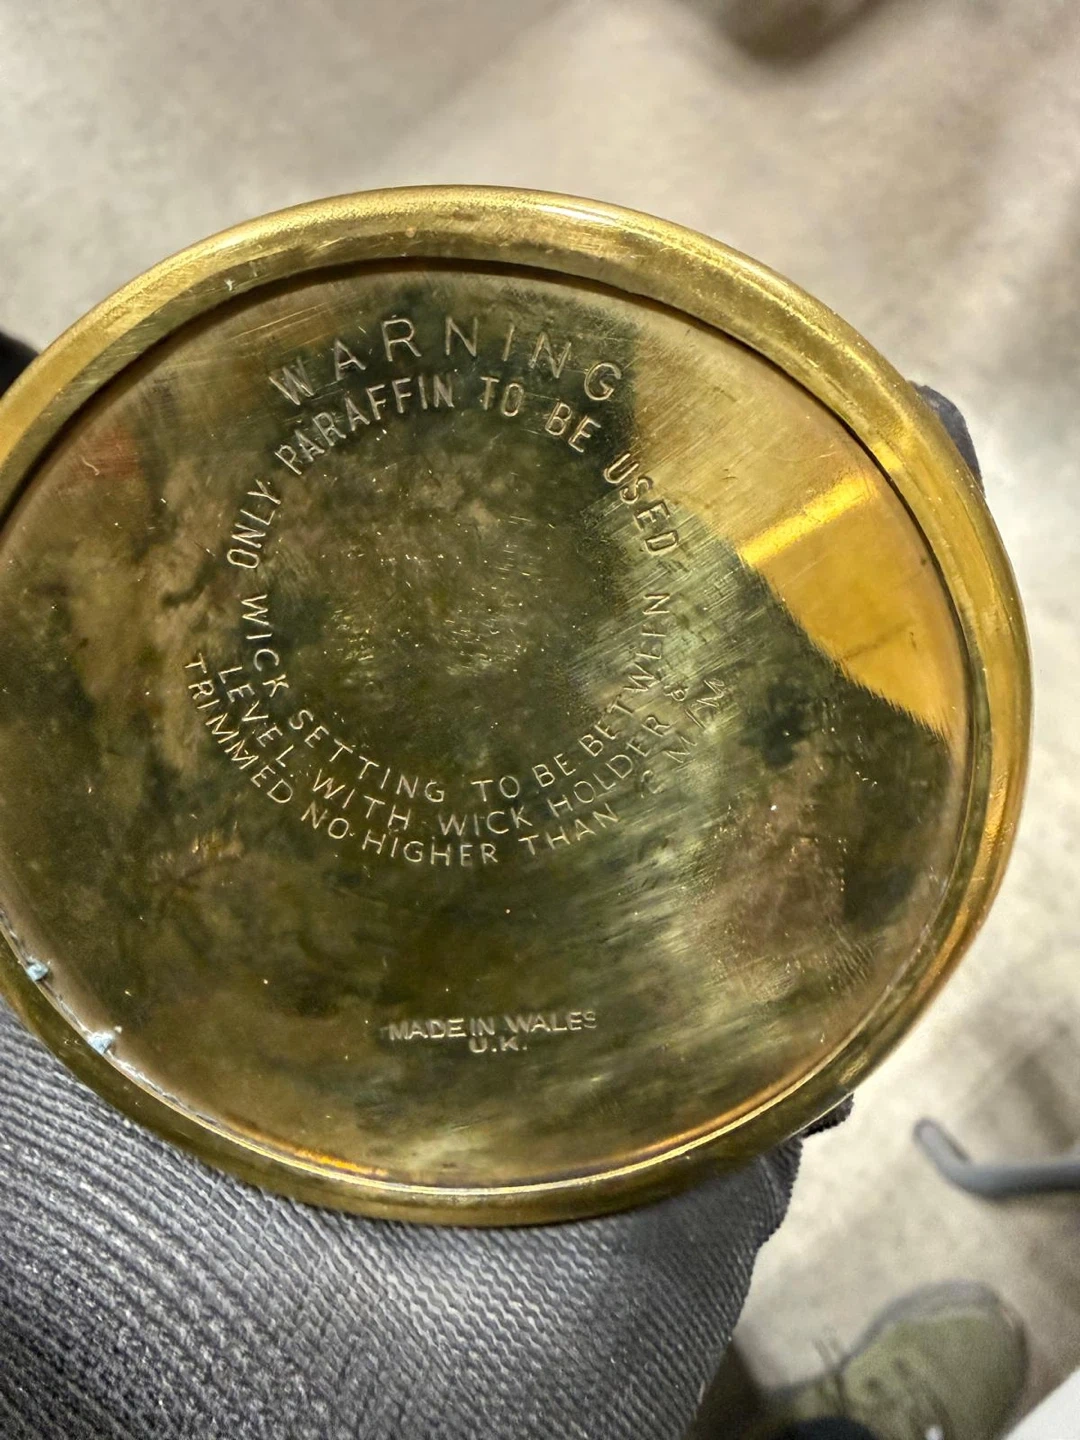 WARNING
ONLY PARAFFIN TO BE USED
WICK SETTING TO BE BETWEEN
LEVEL WITH WICK HOLDER
TRIMMED NO HIGHER THAN
MADE IN WALES
U.K.